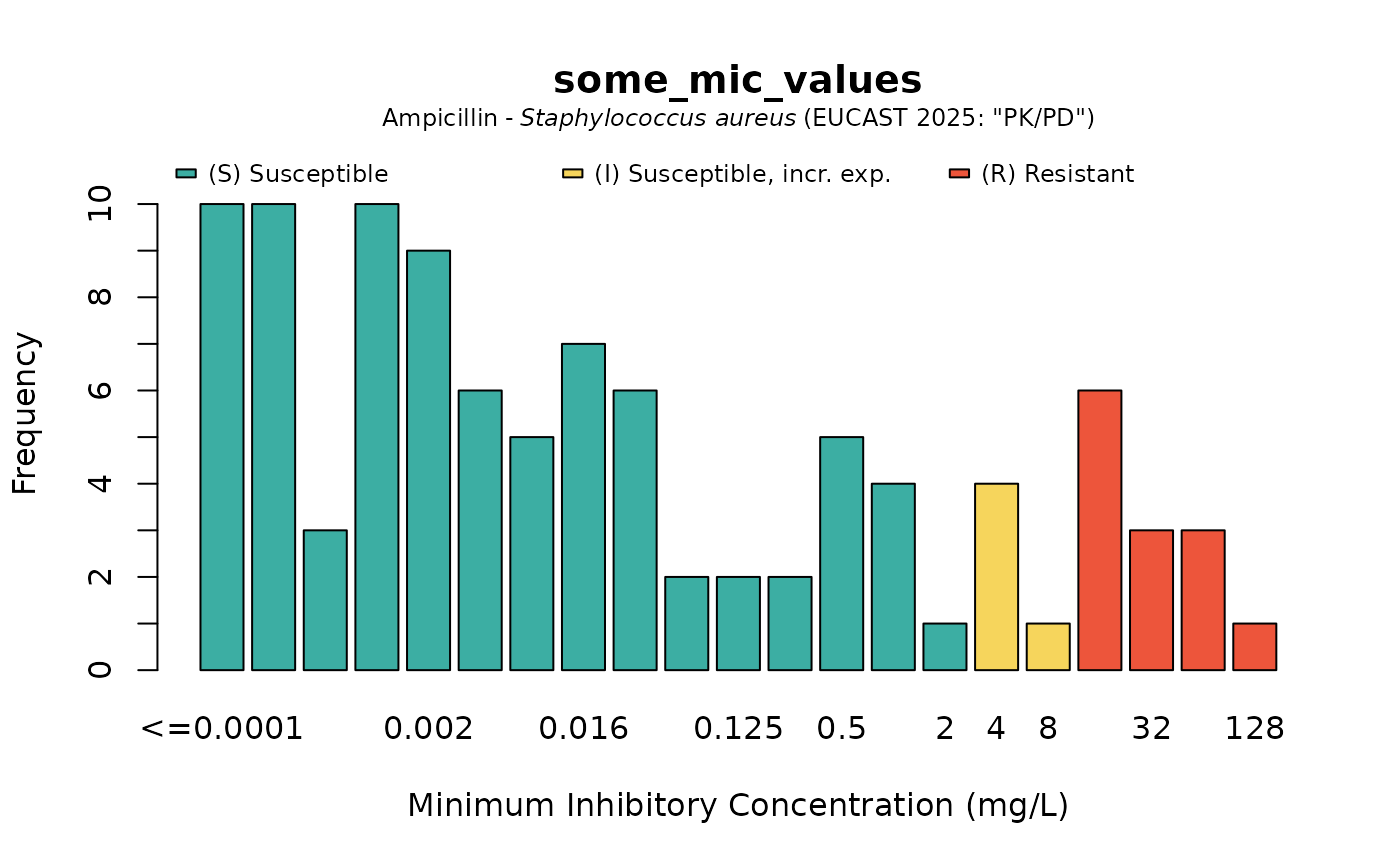 some_mic_values
Ampicillin - Staphylococcus aureus (EUCAST 2025: "PK/PD")
(S) Susceptible (I) Susceptible, incr. exp. (R) Resistant
10
8
6
4
2
0
Frequency
<=0.0001 0.002 0.016 0.125 0.5 2 4 8 32 128
Minimum Inhibitory Concentration (mg/L)